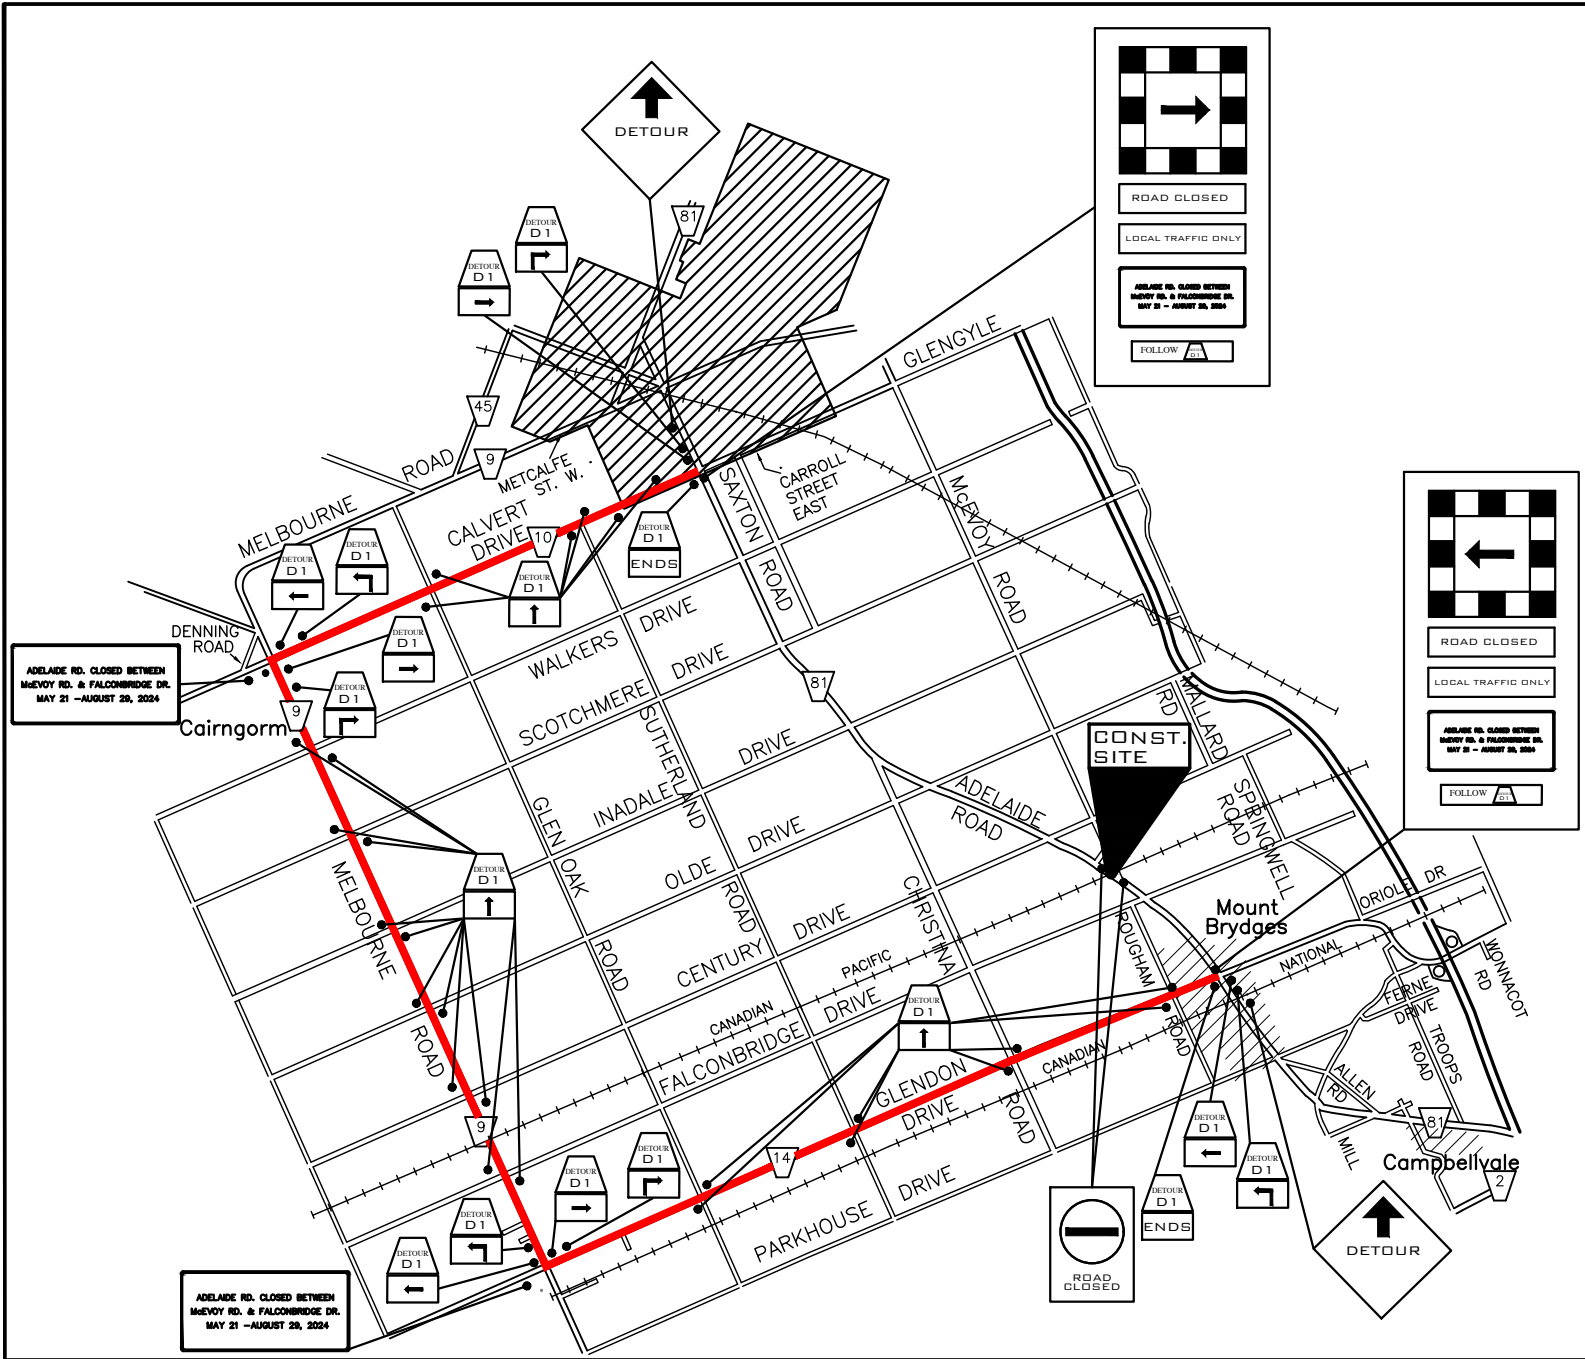 DETOUR
81
DETOUR
D1
DETOUR
D1
ROAD CLOSED
LOCAL TRAFFIC ONLY
ADELAIDE RD. CLOSED BETWEEN
McEVOY RD. & FALCONBRIDGE DR.
MAY 21 - AUGUST 29, 2024
FOLLOW
D1
GLENGYLE
45
9
MELBOURNE
ROAD
METCALFE
ST. W.
CARROLL
STREET
EAST
SAXTON
ROAD
McEVOY
ROAD
CALVERT
DRIVE
10
DETOUR
D1
ENDS
DETOUR
D1
DETOUR
D1
DETOUR
D1
DETOUR
D1
DETOUR
D1
DENNING
ROAD
ADELAIDE RD. CLOSED BETWEEN
McEVOY RD. & FALCONBRIDGE DR.
MAY 21 -AUGUST 29, 2024
Cairngorm
9
WALKERS
DRIVE
SCOTCHMERE
DRIVE
SUTHERLAND
ROAD
INADALE
DRIVE
GLEN OAK
ROAD
OLDE
DRIVE
CENTURY
DRIVE
81
ADELAIDE
ROAD
CONST.
SITE
MALLARD
RD
SPRINGWELL
ROAD
ROAD CLOSED
LOCAL TRAFFIC ONLY
ADELAIDE RD. CLOSED BETWEEN
McEVOY RD. & FALCONBRIDGE DR.
MAY 21 - AUGUST 29, 2024
FOLLOW
D1
MELBOURNE
ROAD
DETOUR
D1
CHRISTINA
ROAD
CANADIAN
PACIFIC
FALCONBRIDGE
DRIVE
DETOUR
D1
ROUGHAM
ROAD
Mount
Brydges
ORIOLE DR
NATIONAL
CANADIAN
WONNACOT
RD
FERNE
DRIVE
TROOPS
ROAD
ALLEN
RD
MILL
81
Campbellvale
2
GLENDON
DRIVE
14
PARKHOUSE
DRIVE
9
DETOUR
D1
DETOUR
D1
DETOUR
D1
DETOUR
D1
ADELAIDE RD. CLOSED BETWEEN
McEVOY RD. & FALCONBRIDGE DR.
MAY 21 -AUGUST 29, 2024
ROAD
CLOSED
DETOUR
D1
ENDS
DETOUR
D1
DETOUR
D1
DETOUR